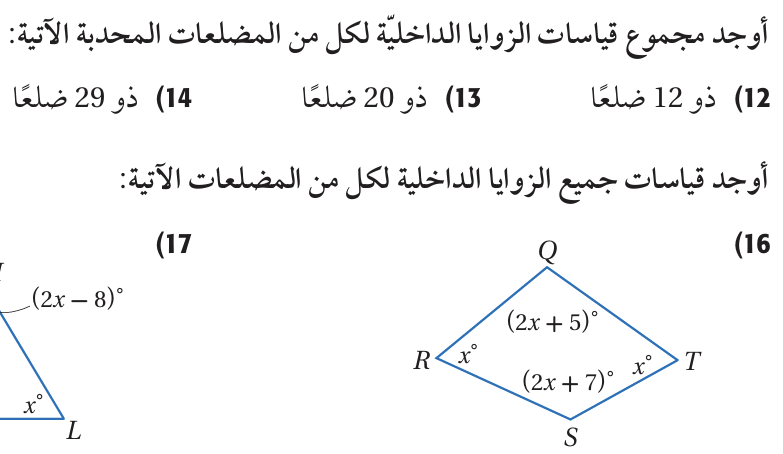 أوجد مجموع قياسات الزوايا الداخليّة لكل من المضلعات المحدبة الآتية:
12) ذو 12 ضلعًا 13) ذو 20 ضلعًا 14) ذو 29 ضلعًا
أوجد قياسات جميع الزوايا الداخلية لكل من المضلعات الآتية:
16) 17)
Q
(2x + 5)°
R x° x° T
(2x + 7)°
S
(2x − 8)°
x°
L